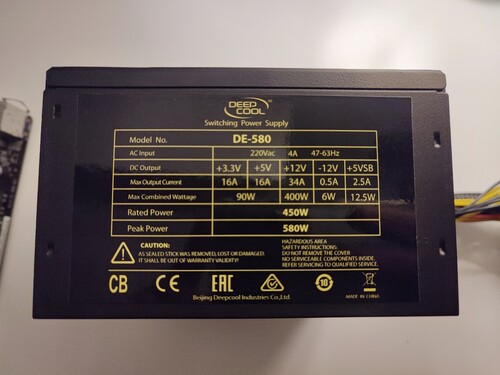 DEEP
COOL
Switching Power Supply
Model No. DE-580
AC Input 220Vac 4A 47-63Hz
DC Output +3.3V +5V +12V -12V +5VSB
Max Output Current 16A 16A 34A 0.5A 2.5A
Max Combined Wattage 90W 400W 6W 12.5W
Rated Power 450W
Peak Power 580W
CAUTION:
AS SEALED STICK WAS REMOVED, LOST OR DAMAGED.
IT SHALL BE OUT OF WARRANTY EVIDENTLY.
HAZARDOUS AREA
SAFETY INSTRUCTIONS:
DO NOT REMOVE THE COVER
NO SERVICEABLE COMPONENTS INSIDE.
REFER SERVICING TO QUALIFIED SERVICE.
CB CE EAC 10
Beijing Deepcool Industries Co.,Ltd.
MADE IN CHINA